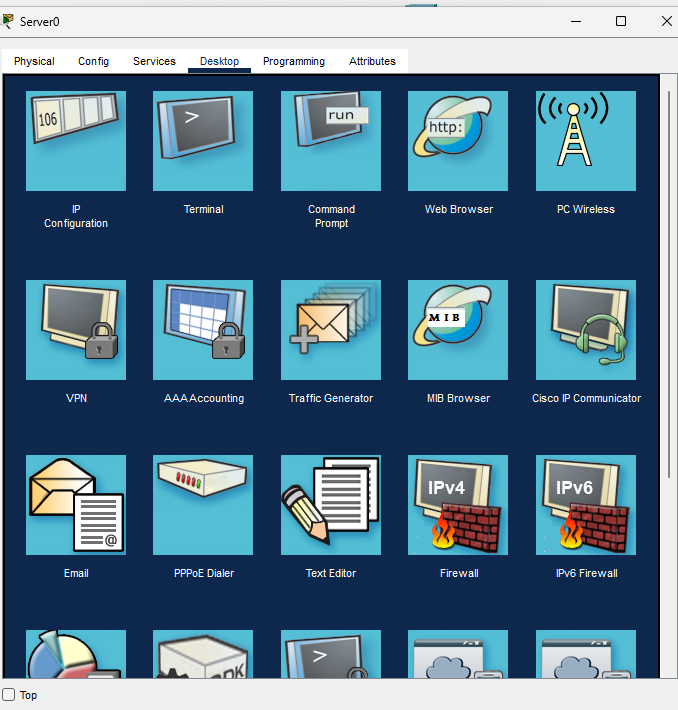 Server0
Physical Config Services Desktop Programming Attributes
106
>
run
http:
IP
Configuration
Terminal
Command
Prompt
Web Browser
PC Wireless
MIB
VPN
AAAAccounting
Traffic Generator
MIB Browser
Cisco IP Communicator
@
IPv4
IPv6
Email
PPPoE Dialer
Text Editor
Firewall
IPv6 Firewall
>
Top